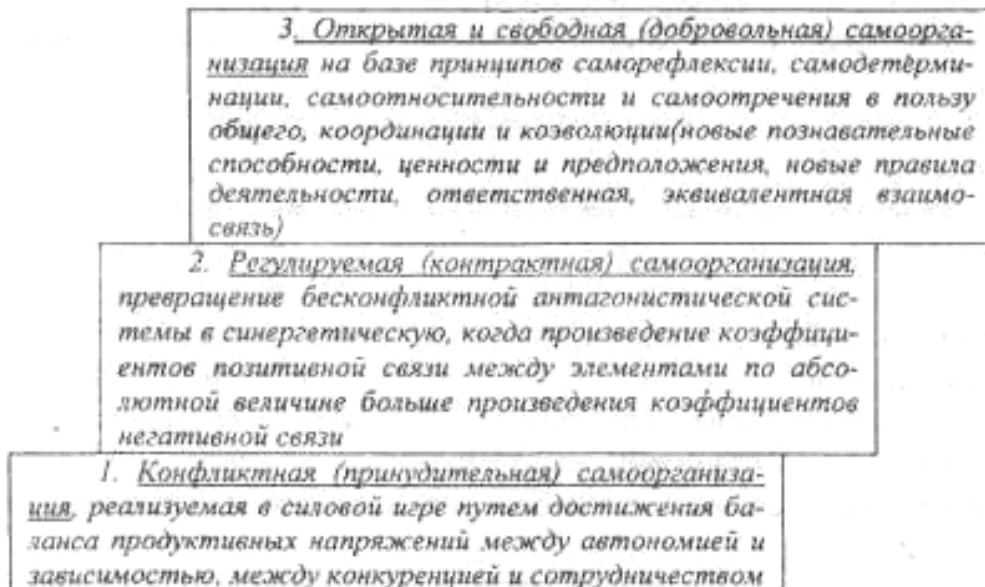 3. Открытая и свободная (добровольная) самоорга-
низация на базе принципов саморефлексии, самодетерми-
нации, самоотносительности и самоотречения в пользу
общего, координации и коэволюции(новые познавательные
способности, ценности и предположения, новые правила
деятельности, ответственная, эквивалентная взаимо-
связь)
2. Регулируемая (контрактная) самоорганизация,
превращение бесконфликтной антагонистической сис-
темы в синергетическую, когда произведение коэффици-
ентов позитивной связи между элементами по абсо-
лютной величине больше произведения коэффициентов
негативной связи
1. Конфликтная (принудительная) самоорганиза-
ция, реализуемая в силовой игре путем достижения ба-
ланса продуктивных напряжений между автономией и
зависимостью, между конкуренцией и сотрудничеством